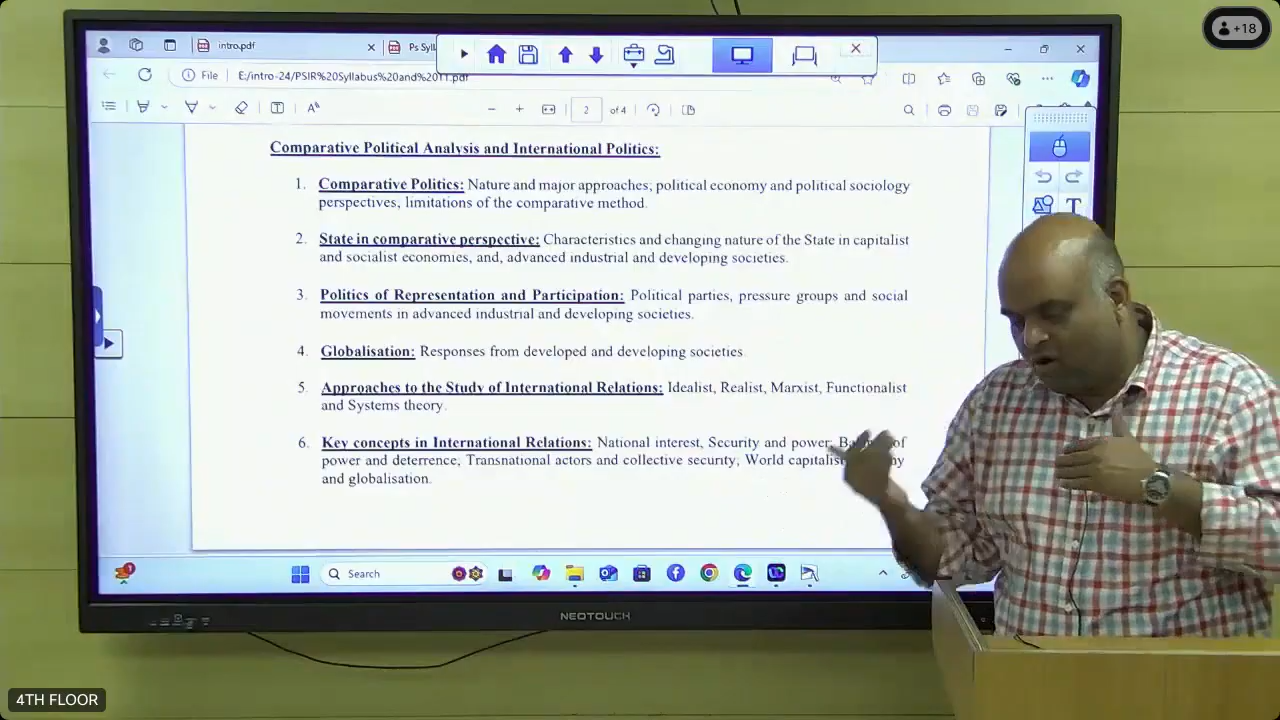 +18
intro.pdf
Ps Syll
File
E:/intro-24/PSIR%20Syllabus%20and%20T1.pdf
2 of 4
Comparative Political Analysis and International Politics:
1. Comparative Politics: Nature and major approaches; political economy and political sociology
perspectives, limitations of the comparative method.
2. State in comparative perspective: Characteristics and changing nature of the State in capitalist
and socialist economies, and, advanced industrial and developing societies.
3. Politics of Representation and Participation: Political parties, pressure groups and social
movements in advanced industrial and developing societies.
4. Globalisation: Responses from developed and developing societies.
5. Approaches to the Study of International Relations: Idealist, Realist, Marxist, Functionalist
and Systems theory.
6. Key concepts in International Relations: National interest, Security and power; of
power and deterrence, Transnational actors and collective security; World capitalist
and globalisation.
Search
NEOTOUCH
4TH FLOOR